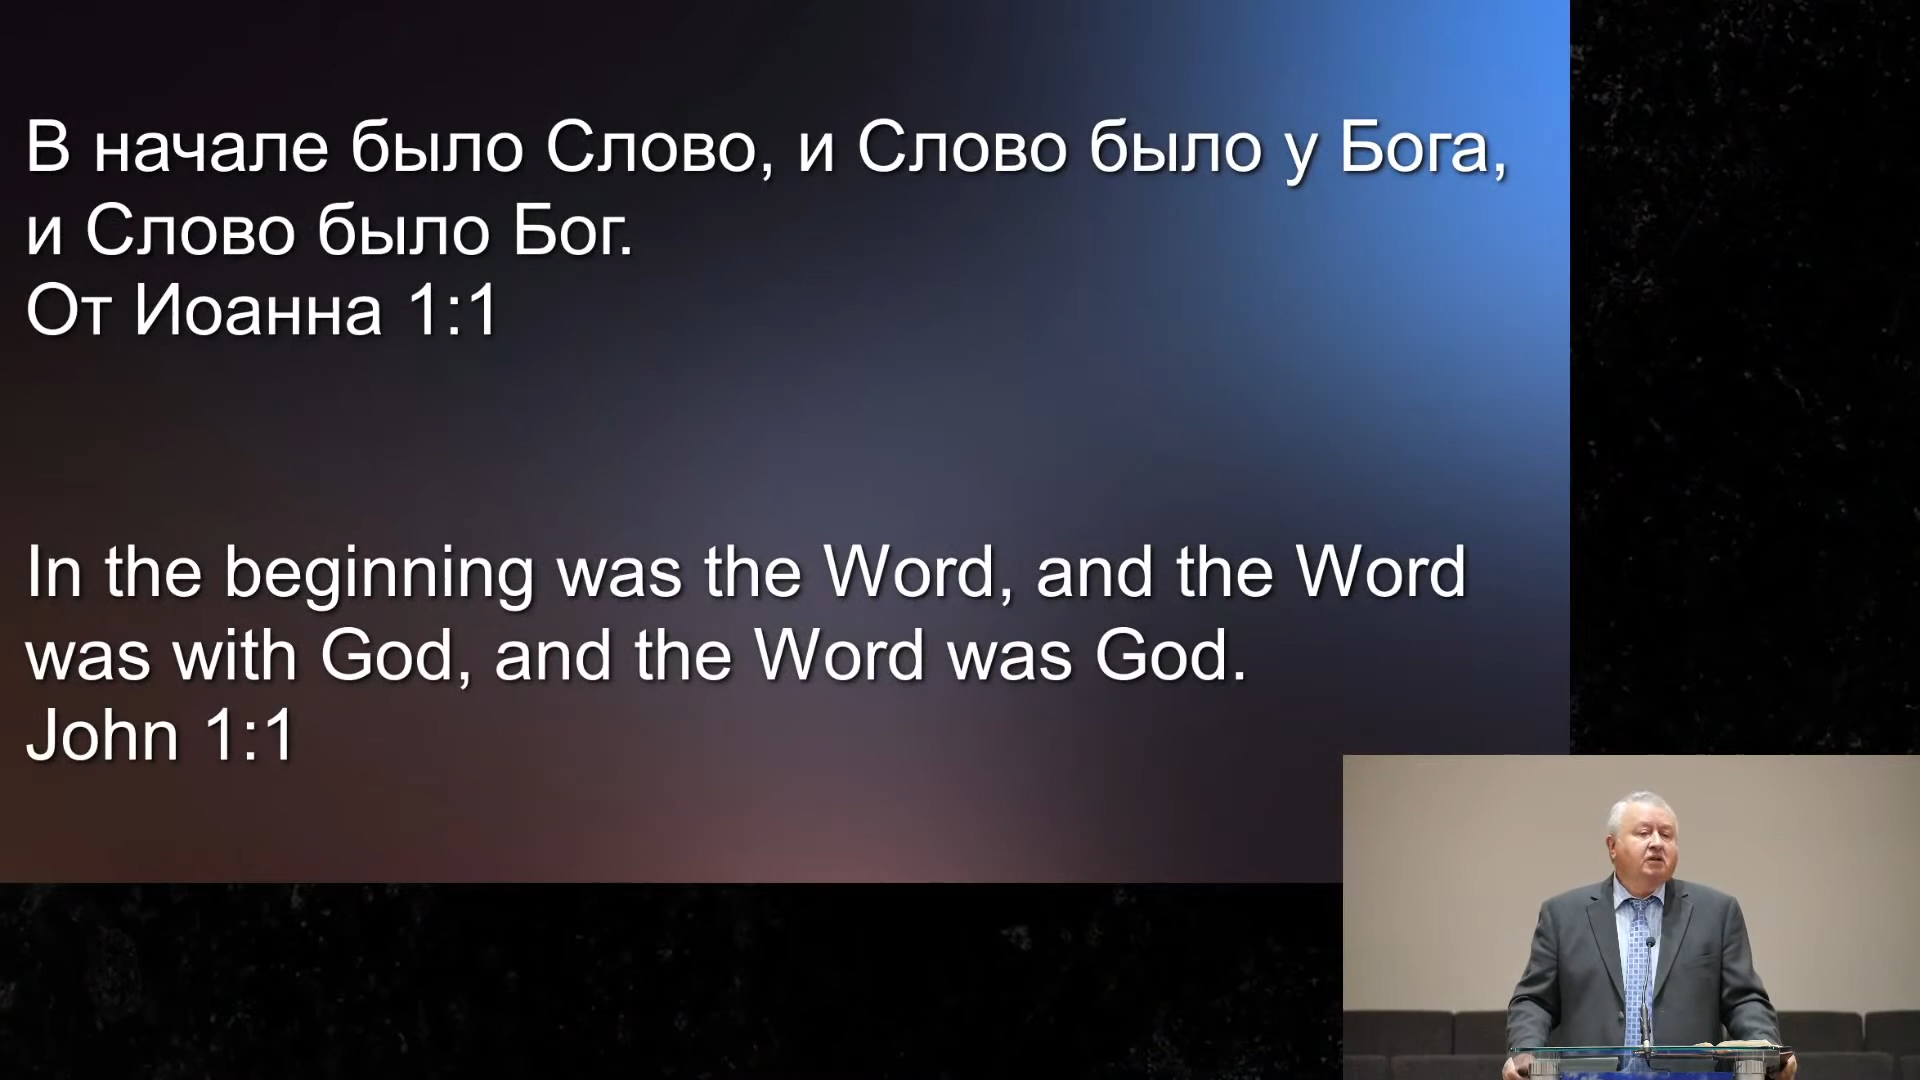 В начале было Слово, и Слово было у Бога,
и Слово было Бог.
От Иоанна 1:1
In the beginning was the Word, and the Word
was with God, and the Word was God.
John 1:1